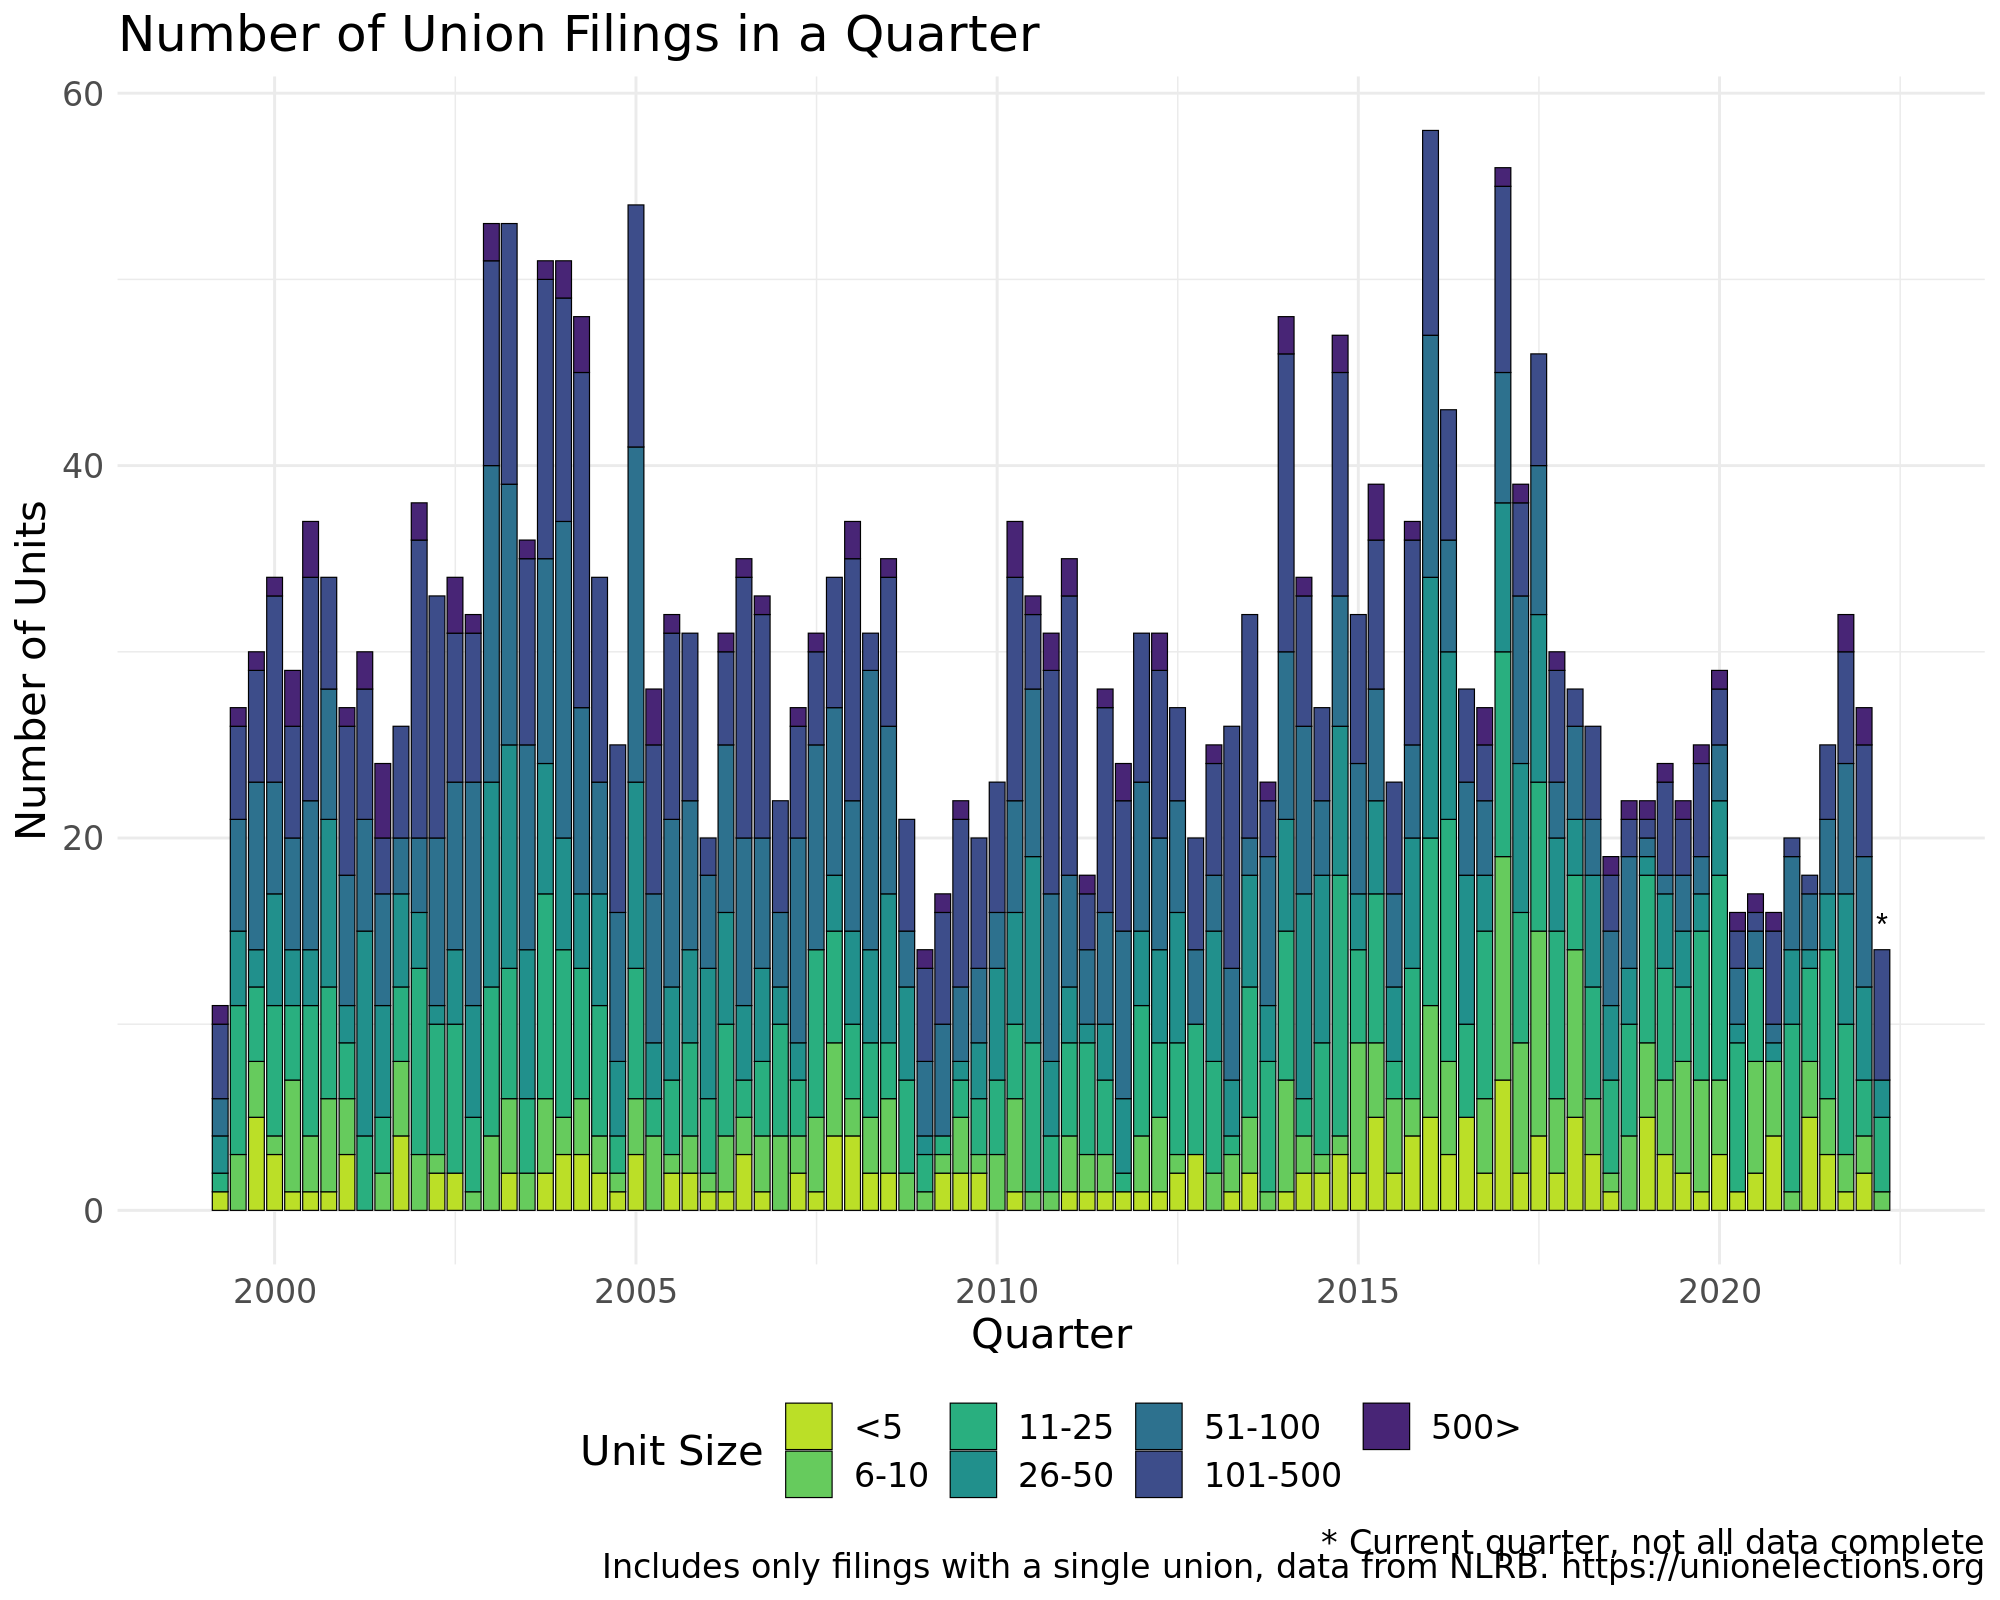 Number of Union Filings in a Quarter
60
40
20
0
Number of Units
*
2000 2005 2010 2015 2020
Quarter
Unit Size
<5 11-25 51-100 500>
6-10 26-50 101-500
* Current quarter, not all data complete
Includes only filings with a single union, data from NLRB. https://unionelections.org